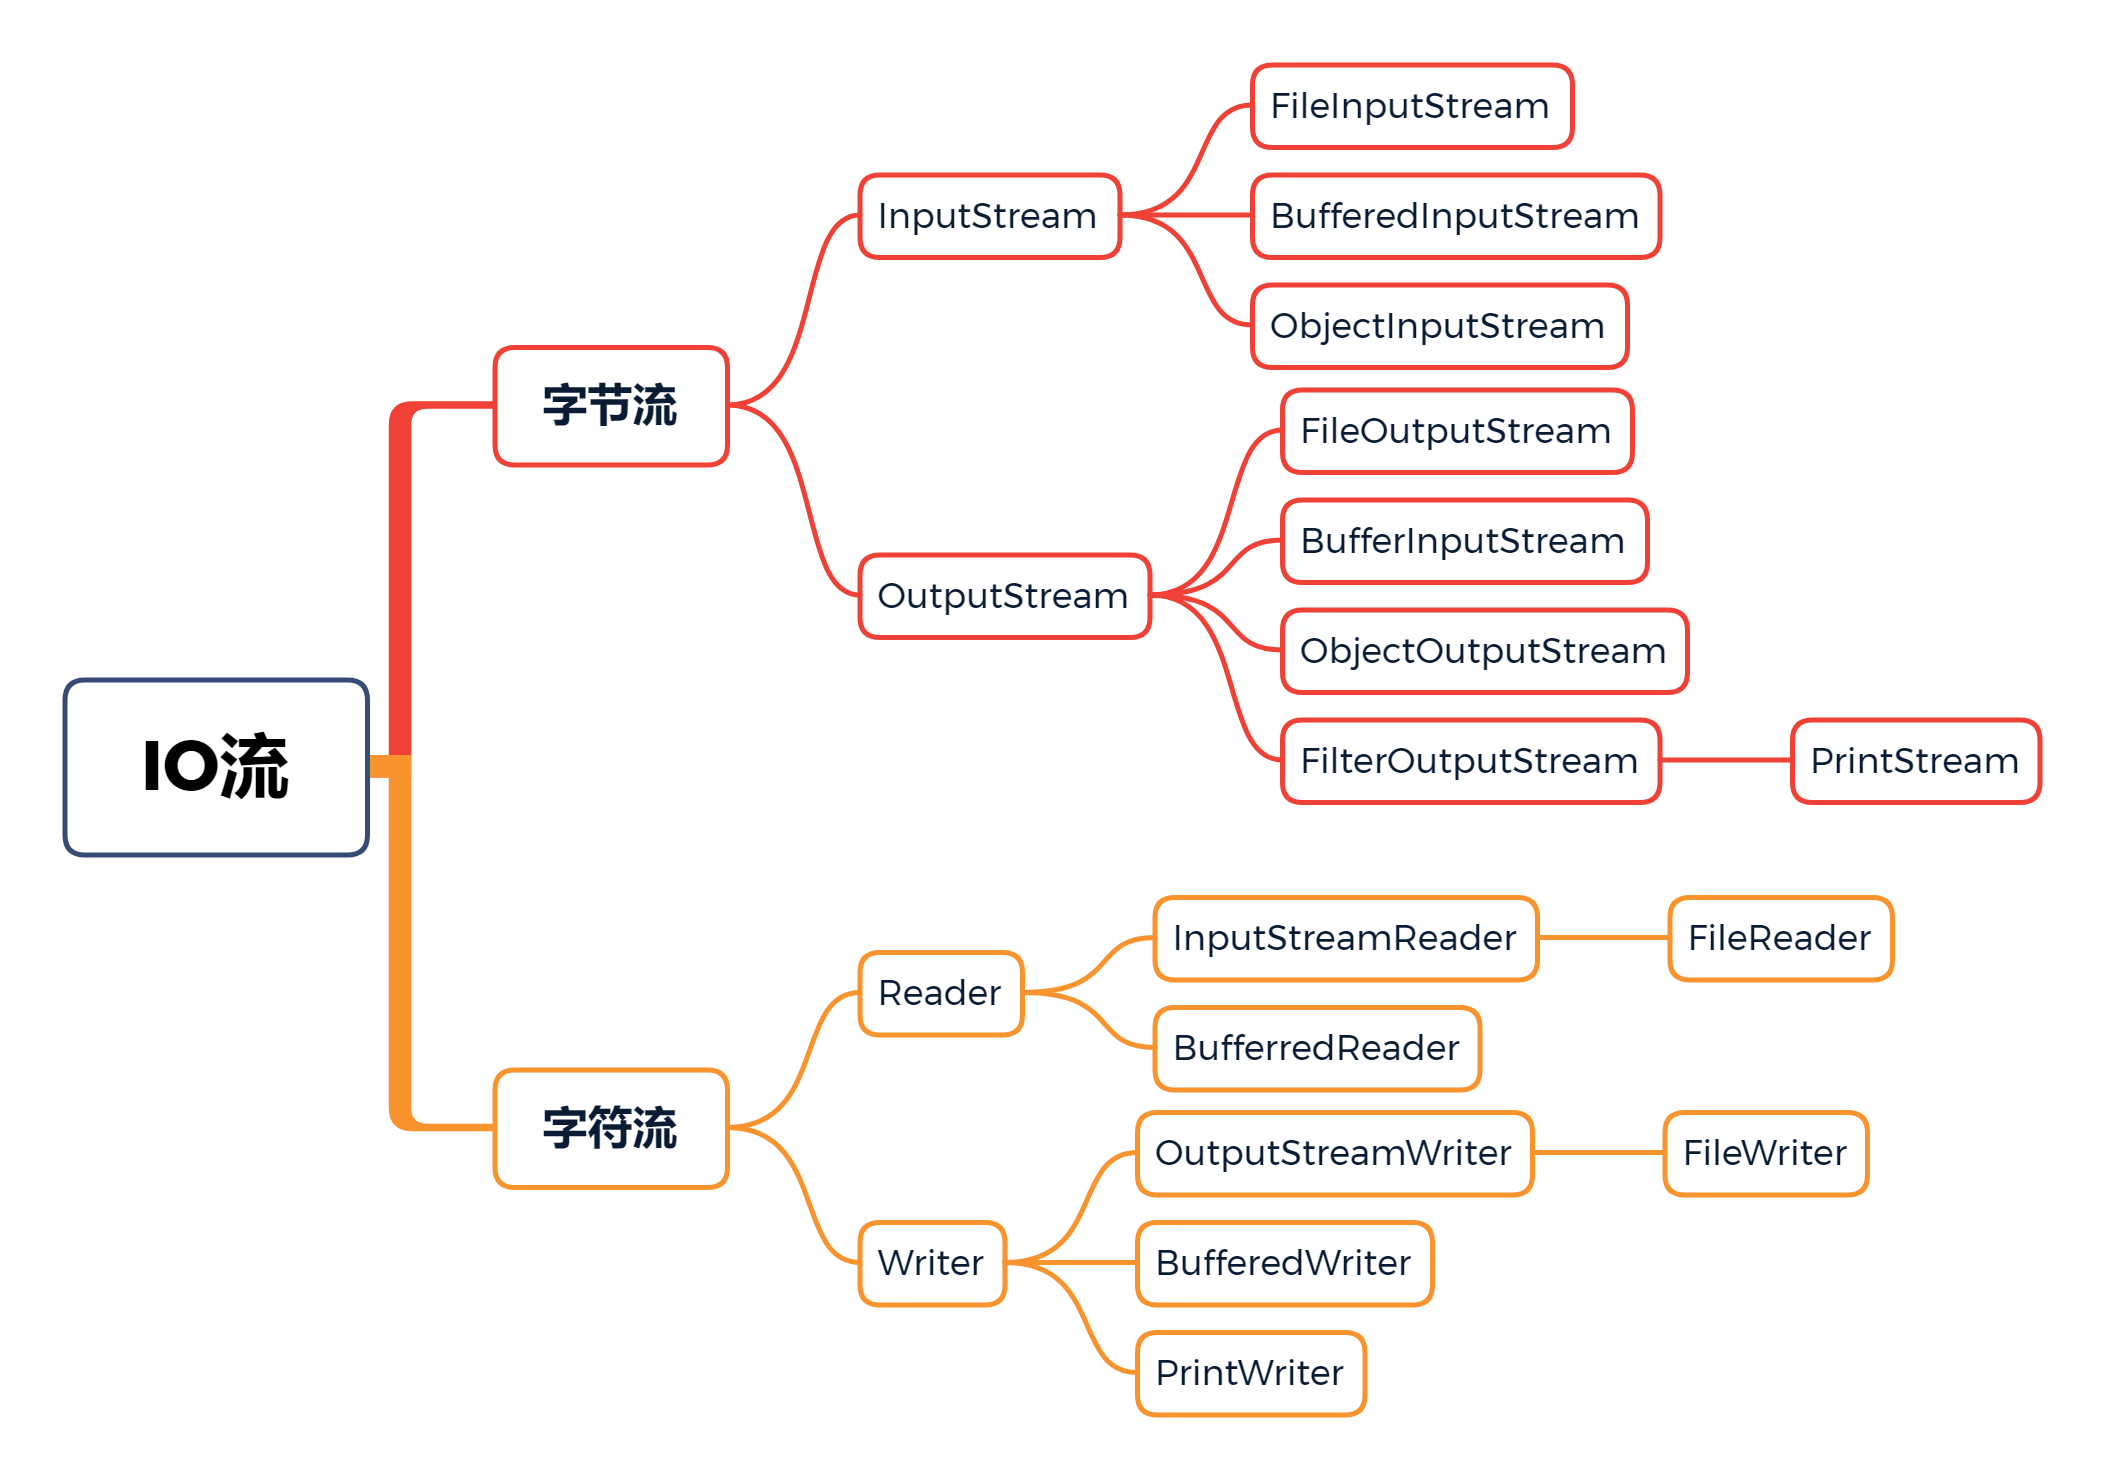 IO流
字节流
InputStream
FileInputStream
BufferedInputStream
ObjectInputStream
OutputStream
FileOutputStream
BufferInputStream
ObjectOutputStream
FilterOutputStream
PrintStream
字符流
Reader
InputStreamReader
FileReader
BufferredReader
Writer
OutputStreamWriter
FileWriter
BufferedWriter
PrintWriter